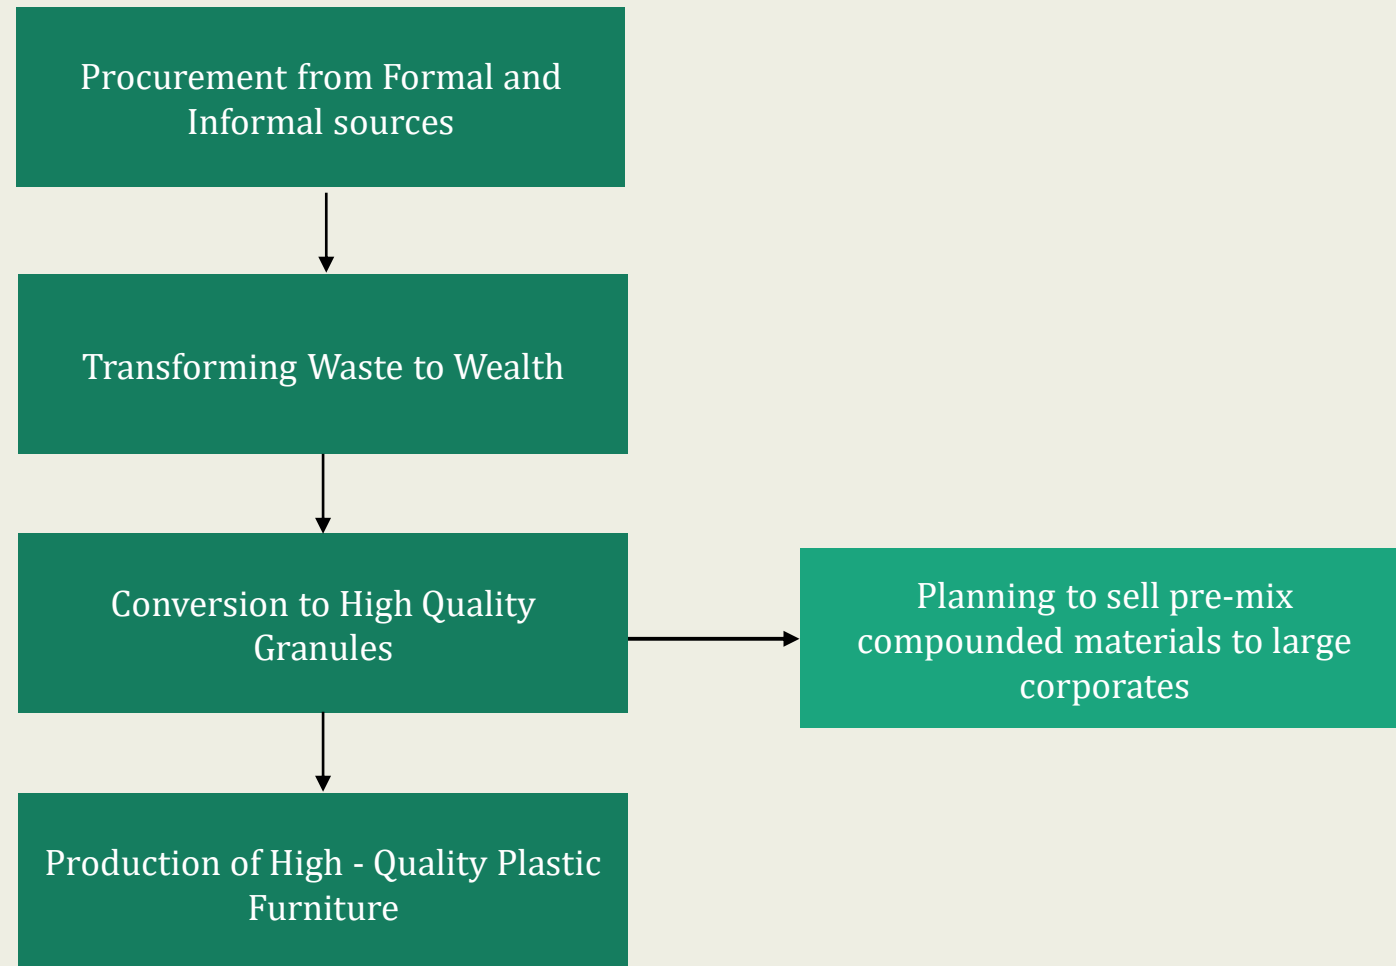 Procurement from Formal and
Informal sources
Transforming Waste to Wealth
Conversion to High Quality
Granules
Planning to sell pre-mix
compounded materials to large
corporates
Production of High - Quality Plastic
Furniture